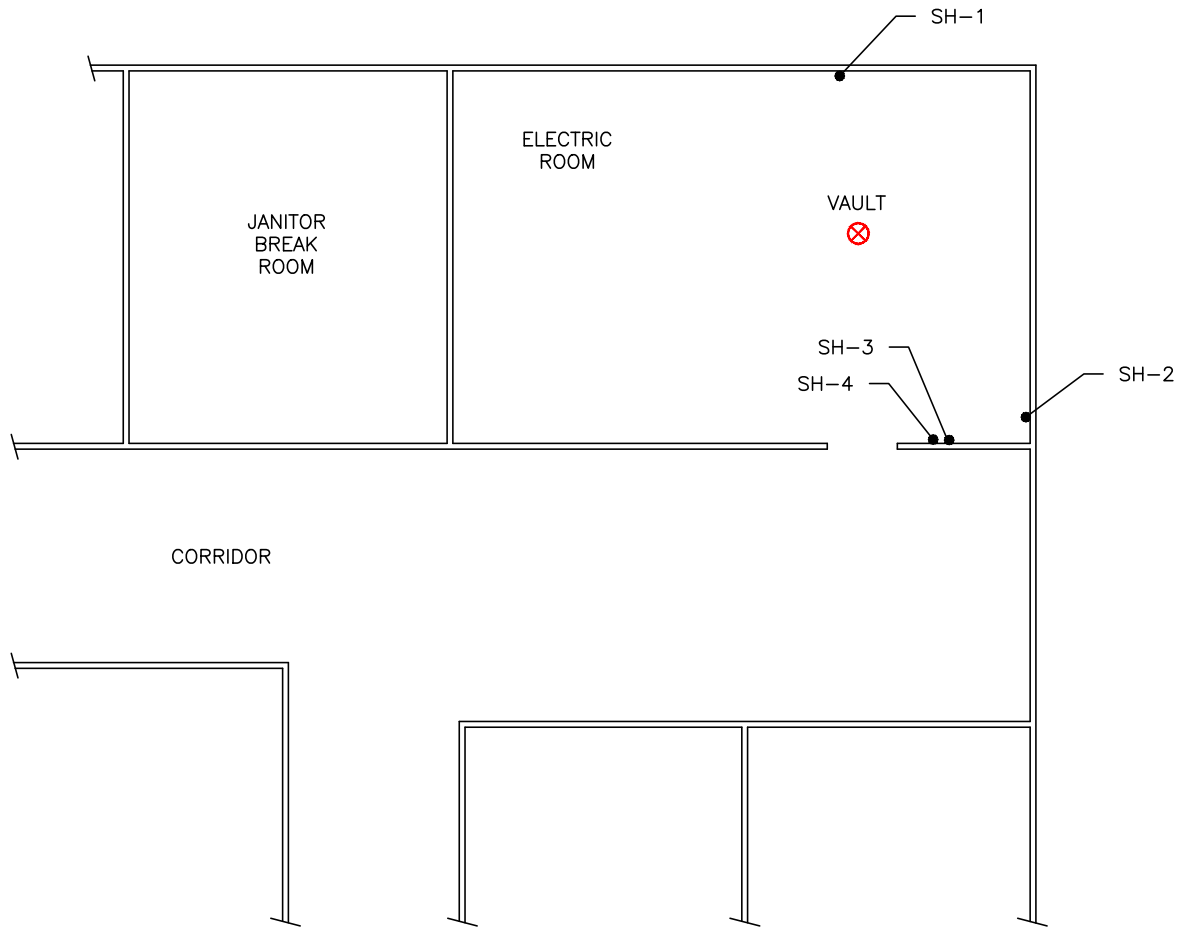 SH-1
ELECTRIC
ROOM
VAULT
JANITOR
BREAK
ROOM
SH-3
SH-4
SH-2
CORRIDOR